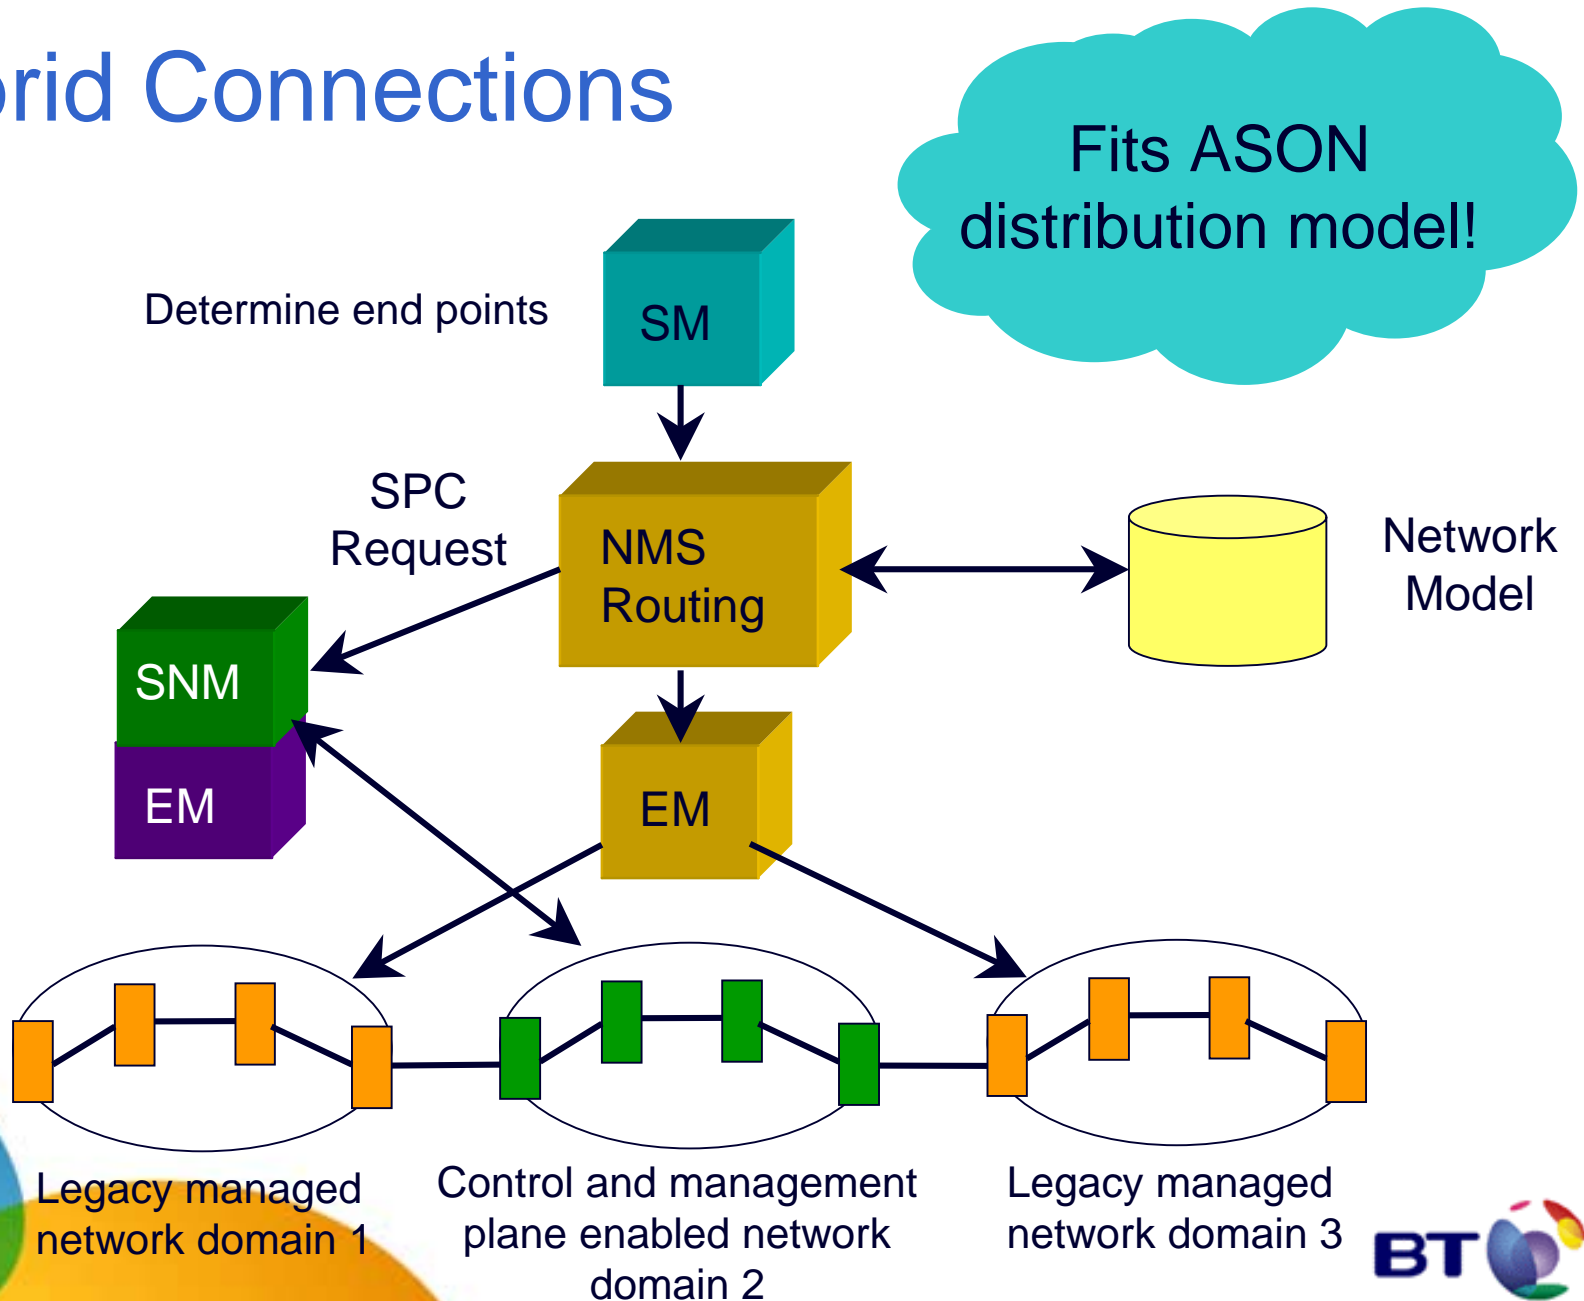 rid Connections
Fits ASON
distribution model!
Determine end points
SM
SPC
Request
NMS
Routing
Network
Model
SNM
EM
EM
Legacy managed
network domain 1
Control and management
plane enabled network
domain 2
Legacy managed
network domain 3
BT